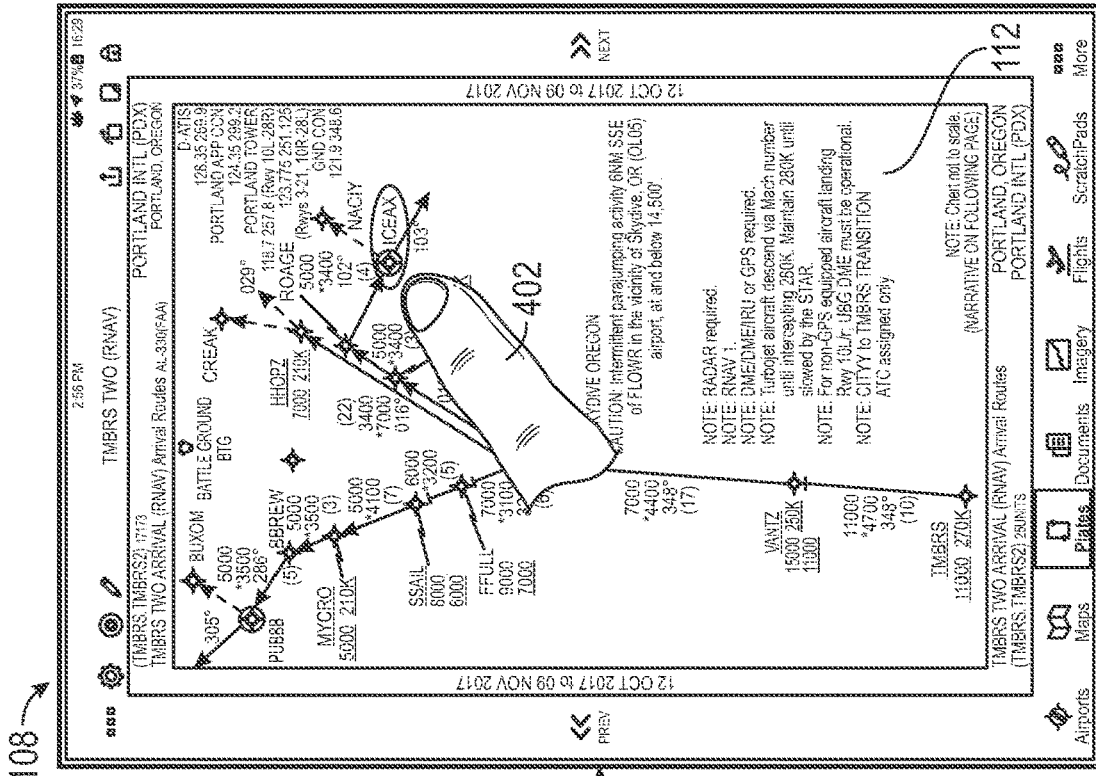 108
2:56 PM
37% 16:29
TMBRS TWO (RNAV)
(TMBRS.TMBRS2) 17173
TMBRS TWO ARRIVAL (RNAV) Arrival Routes AL-330(FAA)
PORTLAND INTL (PDX)
PORTLAND, OREGON
12 OCT 2017 to 09 NOV 2017
12 OCT 2017 to 09 NOV 2017
PREV
NEXT
D-ATIS
128.35 269.9
PORTLAND APP CON
124.35 299.2
PORTLAND TOWER
118.7 257.8 (Rwy 10L-28R)
123.775 251.125
(Rwys 3-21, 10R-28L)
GND CON
121.9 348.6
BUXOM
BATTLE GROUND
BTG
CREAK
305°
5000
*3500
286°
(5)
PUBBB
BBREW
5000
*3500
(3)
MYCRO
5000 210K
5000
*4100
(7)
SSAIL
8000
6000
6000
*3200
(5)
FFULL
9000
7000
7000
*3100
HHOPZ
7000 210K
029°
ROAGE
5000
*3400
102°
(4)
NACHY
ICEAX
103°
(22)
3400
*7000
016°
5000
*3400
402
YDIVE OREGON
CAUTION: Intermittent parajumping activity 6NM SSE
of FLOWR in the vicinity of Skydive, OR (OL05)
airport, at and below 14,500'.
NOTE: RADAR required.
NOTE: RNAV 1.
NOTE: DME/DME/IRU or GPS required.
NOTE: Turbojet aircraft descend via Mach number
until intercepting 280K. Maintain 280K until
slowed by the STAR.
NOTE: For non-GPS equipped aircraft landing
Rwy 10L/r, UBG DME must be operational.
NOTE: CITYY to TMBRS TRANSITION
ATC assigned only.
7000
*4400
348°
(17)
VANTZ
15000 250K
11000
11000
*4700
348°
(10)
TMBRS
11000 270K
NOTE: Chart not to scale.
(NARRATIVE ON FOLLOWING PAGE)
112
TMBRS TWO ARRIVAL (RNAV) Arrival Routes
(TMBRS.TMBRS2)
PORTLAND, OREGON
PORTLAND INTL (PDX)
Airports
Maps
Plates
Documents
Imagery
Flights
ScratchPads
More